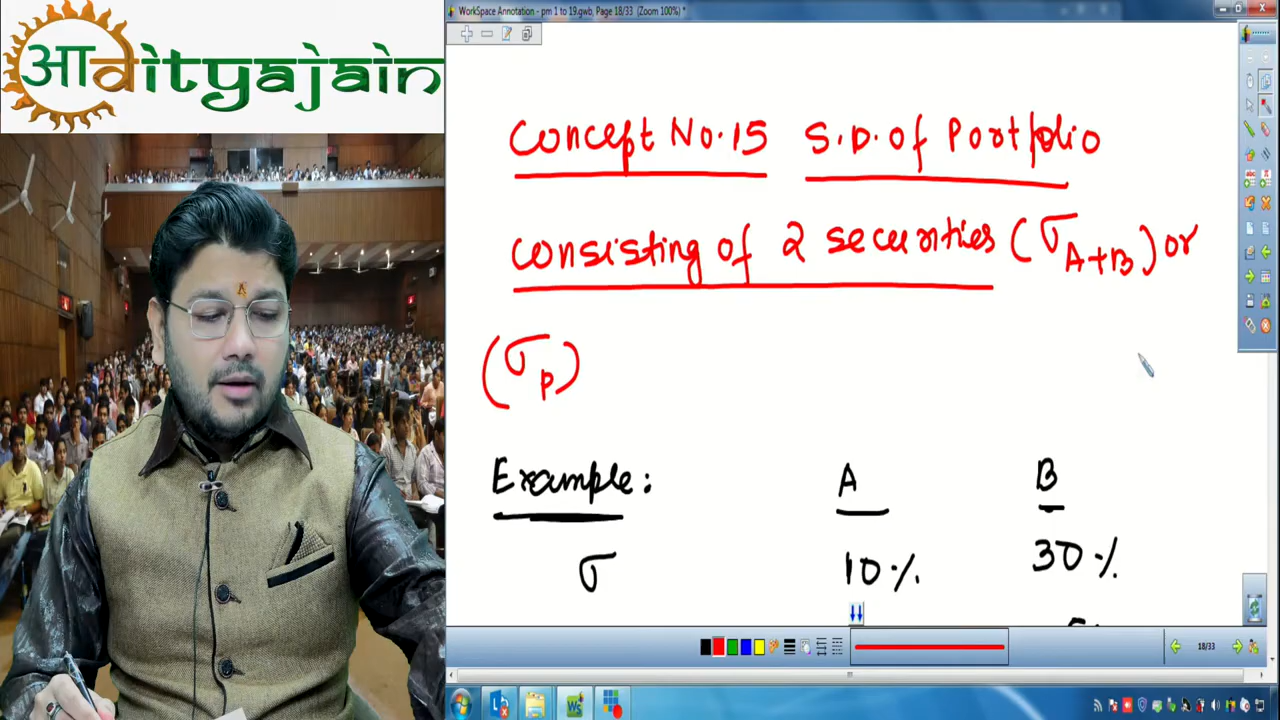 आdityajain
WorkSpace Annotation - pm 1 to 19.gwb, Page 18/33 (Zoom 100%) *
Concept No.15 S.D. of Portfolio
consisting of 2 securities (σA+B) or
(σp)
Example: A B
σ 10% 30%
18/33